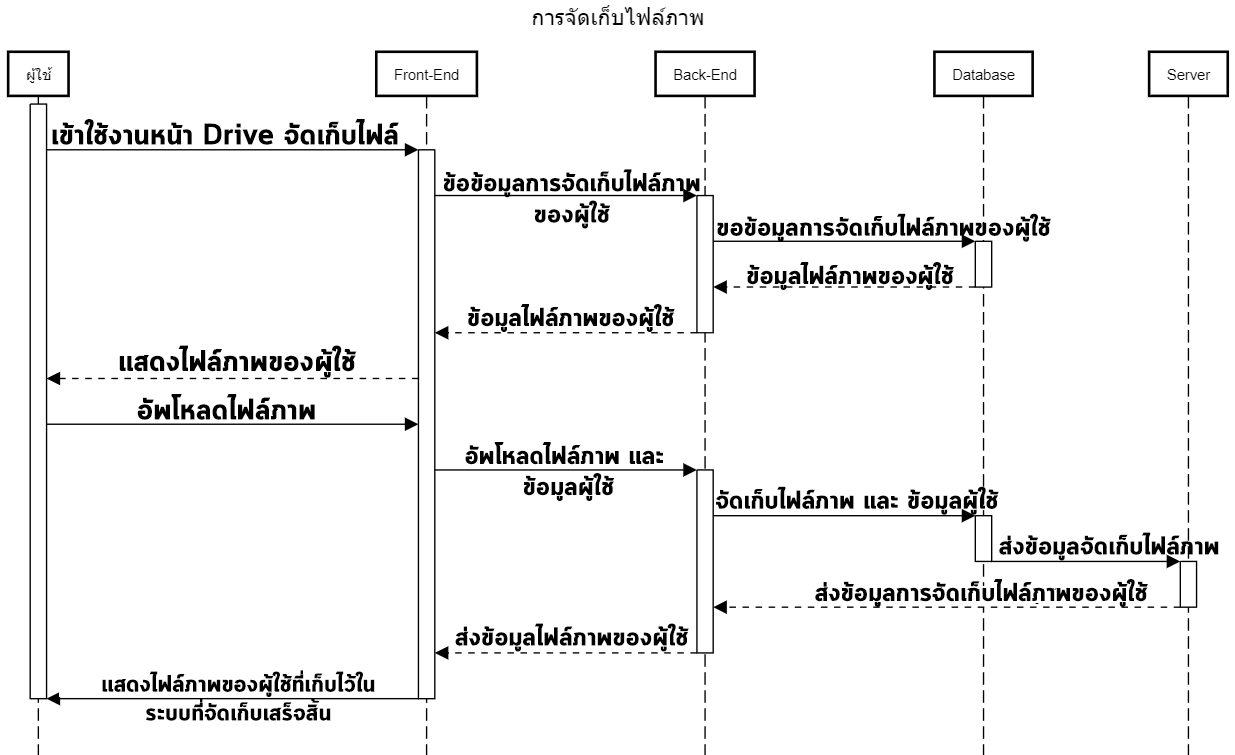 การจัดเก็บไฟล์ภาพ
ผู้ใช้
Front-End
Back-End
Database
Server
เข้าใช้งานหน้า Drive จัดเก็บไฟล์
ข้อข้อมูลการจัดเก็บไฟล์ภาพ
ของผู้ใช้
ขอข้อมูลการจัดเก็บไฟล์ภาพของผู้ใช้
ข้อมูลไฟล์ภาพของผู้ใช้
ข้อมูลไฟล์ภาพของผู้ใช้
แสดงไฟล์ภาพของผู้ใช้
อัพโหลดไฟล์ภาพ
อัพโหลดไฟล์ภาพ และ
ข้อมูลผู้ใช้
จัดเก็บไฟล์ภาพ และ ข้อมูลผู้ใช้
ส่งข้อมูลจัดเก็บไฟล์ภาพ
ส่งข้อมูลการจัดเก็บไฟล์ภาพของผู้ใช้
ส่งข้อมูลไฟล์ภาพของผู้ใช้
แสดงไฟล์ภาพของผู้ใช้ที่เก็บไว้ใน
ระบบที่จัดเก็บเสร็จสิ้น